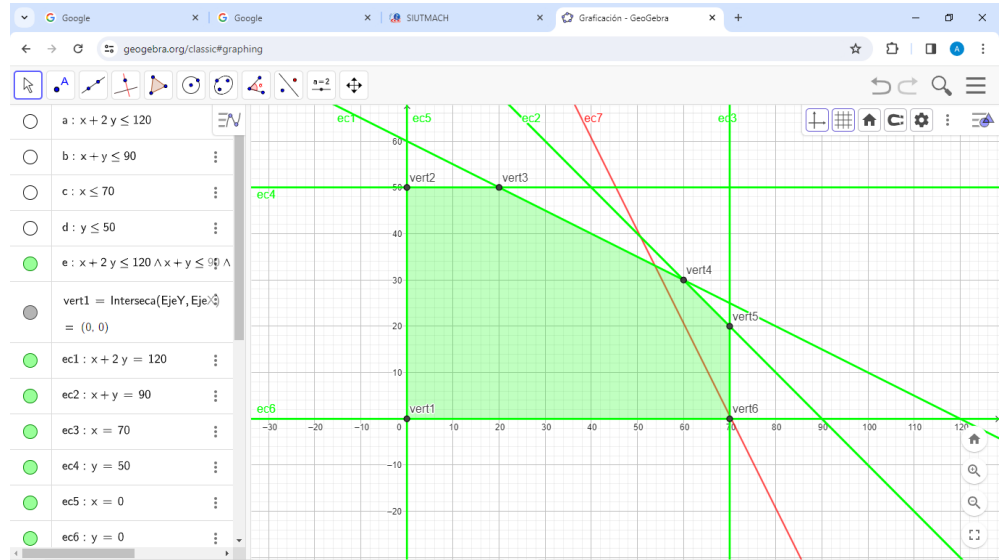 Google
Google
SIUTMACH
Graficación - GeoGebra
geogebra.org/classic#graphing
A
A
a=2
a : x + 2 y ≤ 120
b : x + y ≤ 90
c : x ≤ 70
d : y ≤ 50
e : x + 2 y ≤ 120 ∧ x + y ≤ 90 ∧
vert1 = Interseca(EjeY, EjeX)
= (0, 0)
ec1 : x + 2 y = 120
ec2 : x + y = 90
ec3 : x = 70
ec4 : y = 50
ec5 : x = 0
ec6 : y = 0
ec1 ec5 ec2 ec7 ec3
60
vert2 vert3
50
ec4
40
vert4
30
vert5
20
10
ec6 vert1 vert6
−30 −20 −10 0 10 20 30 40 50 60 70 80 90 100 110 120
−10
−20